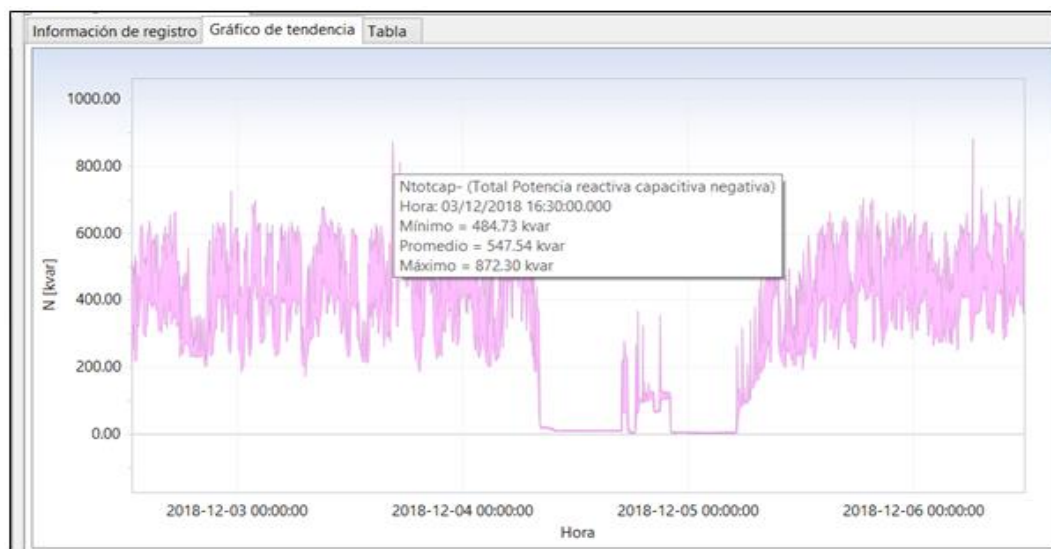 Información de registro Gráfico de tendencia Tabla
1000.00
800.00
Ntotcap- (Total Potencia reactiva capacitiva negativa)
Hora: 03/12/2018 16:30:00.000
Mínimo = 484.73 kvar
Promedio = 547.54 kvar
Máximo = 872.30 kvar
600.00
N [kvar]
400.00
200.00
0.00
2018-12-03 00:00:00 2018-12-04 00:00:00 2018-12-05 00:00:00 2018-12-06 00:00:00
Hora